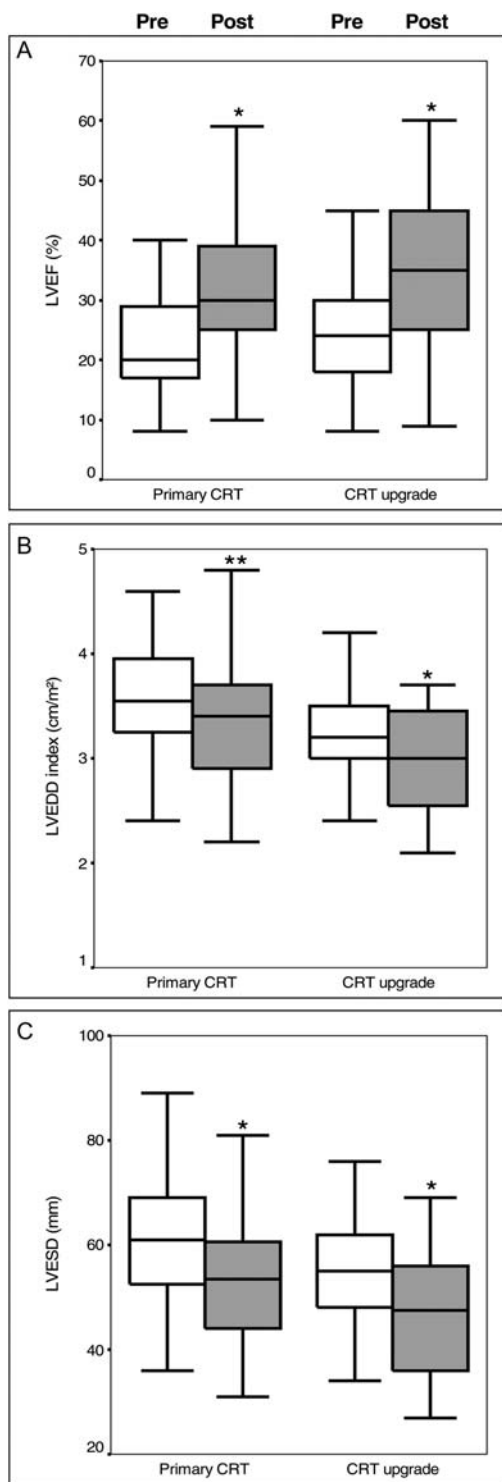 Pre Post Pre Post
A
70
60
50
40
30
20
10
0
LVEF (%)
* *
Primary CRT CRT upgrade
B
5
4
3
2
1
LVEDD index (cm/m²)
** *
Primary CRT CRT upgrade
C
100
80
60
40
20
LVESD (mm)
* *
Primary CRT CRT upgrade